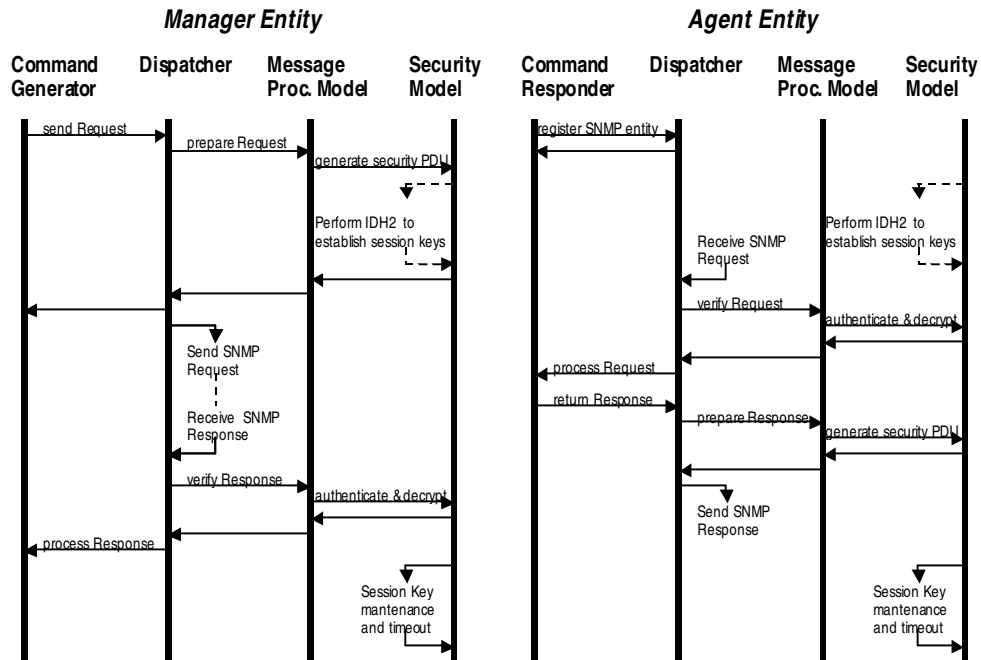 Manager Entity
Command
Generator
Dispatcher
Message
Proc. Model
Security
Model
send Request
prepare Request
generate security PDU
Perform IDH2 to
establish session keys
Send SNMP
Request
Receive SNMP
Response
verify Response
authenticate & decrypt
process Response
Session Key
mantenance
and timeout
Agent Entity
Command
Responder
Dispatcher
Message
Proc. Model
Security
Model
register SNMP entity
Perform IDH2 to
establish session keys
Receive SNMP
Request
verify Request
authenticate & decrypt
process Request
return Response
prepare Response
generate security PDU
Send SNMP
Response
Session Key
mantenance
and timeout